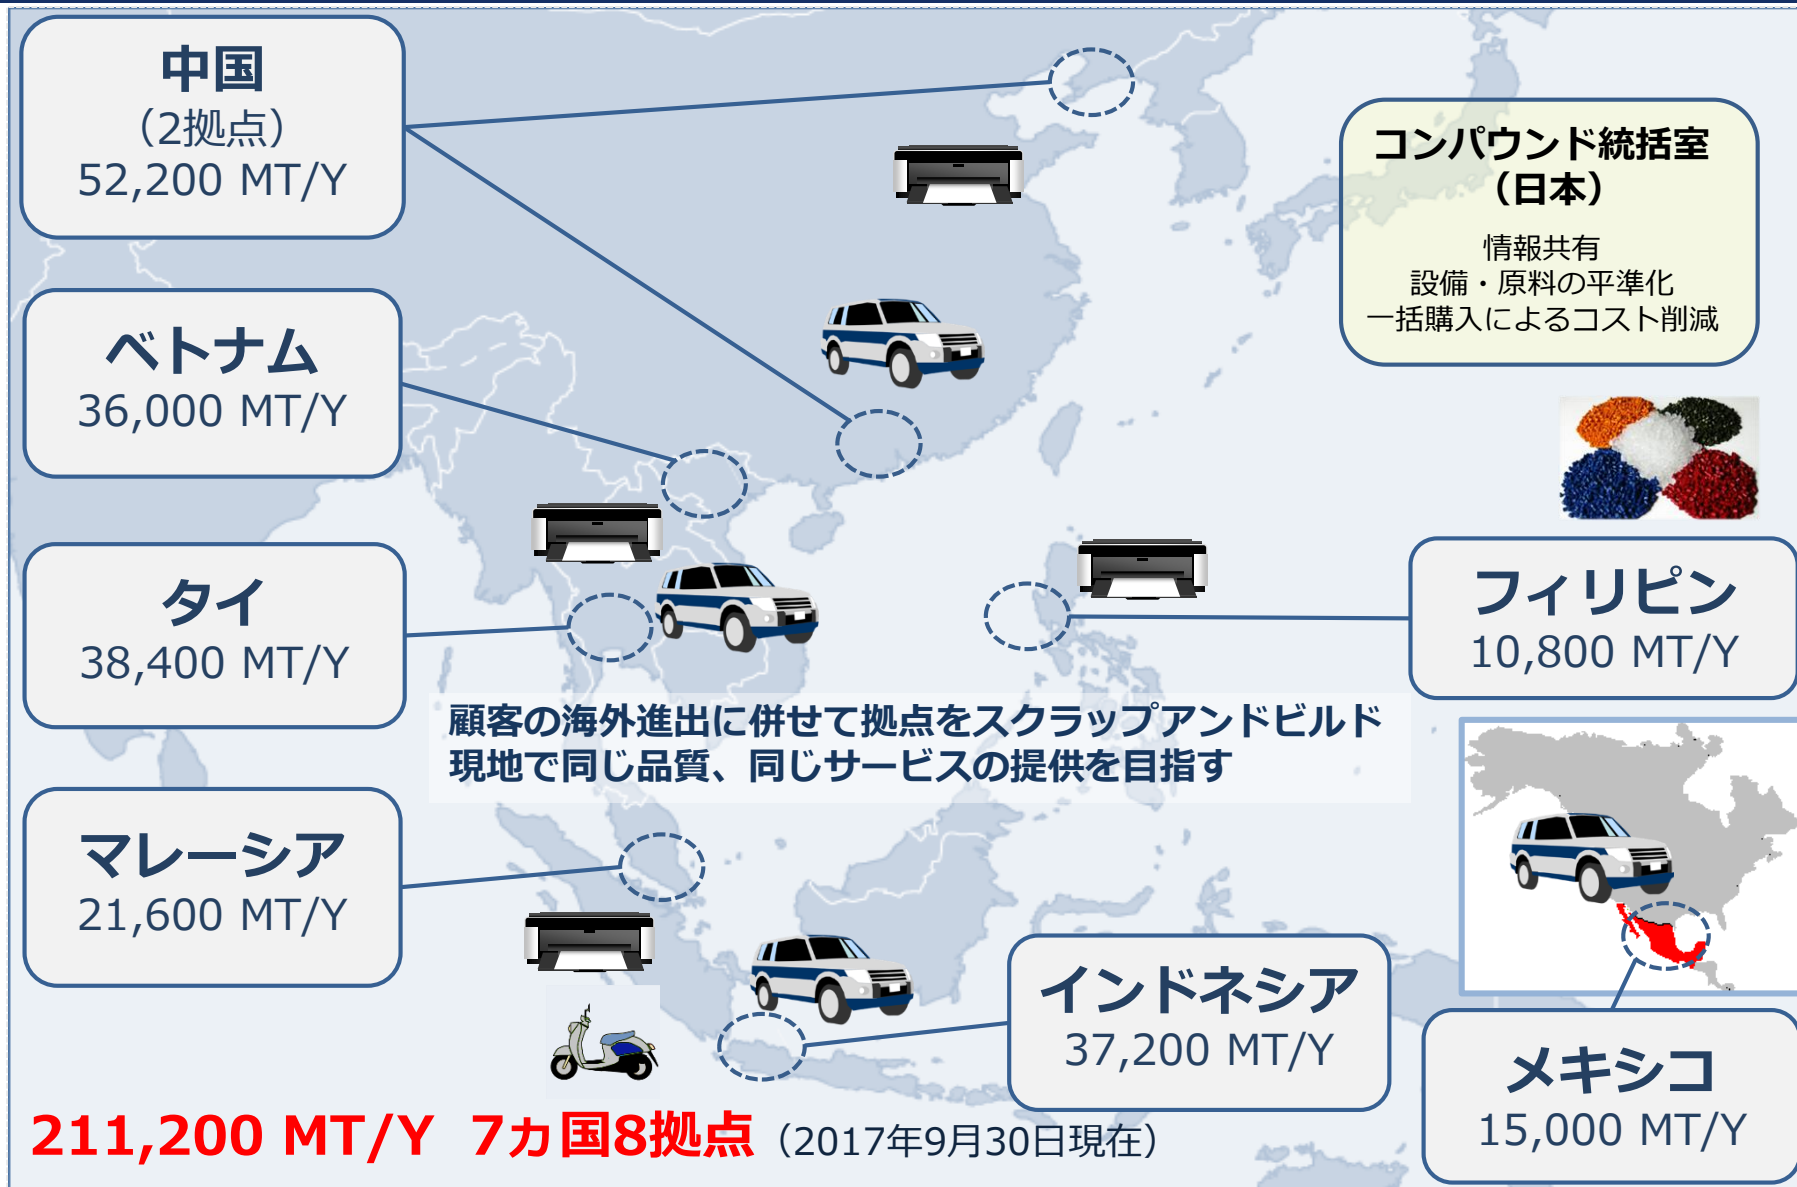 中国
（2拠点）
52,200 MT/Y
ベトナム
36,000 MT/Y
タイ
38,400 MT/Y
マレーシア
21,600 MT/Y
コンパウンド統括室
（日本）
情報共有
設備・原料の平準化
一括購入によるコスト削減
フィリピン
10,800 MT/Y
顧客の海外進出に併せて拠点をスクラップアンドビルド
現地で同じ品質、同じサービスの提供を目指す
インドネシア
37,200 MT/Y
メキシコ
15,000 MT/Y
211,200 MT/Y 7カ国8拠点（2017年9月30日現在）